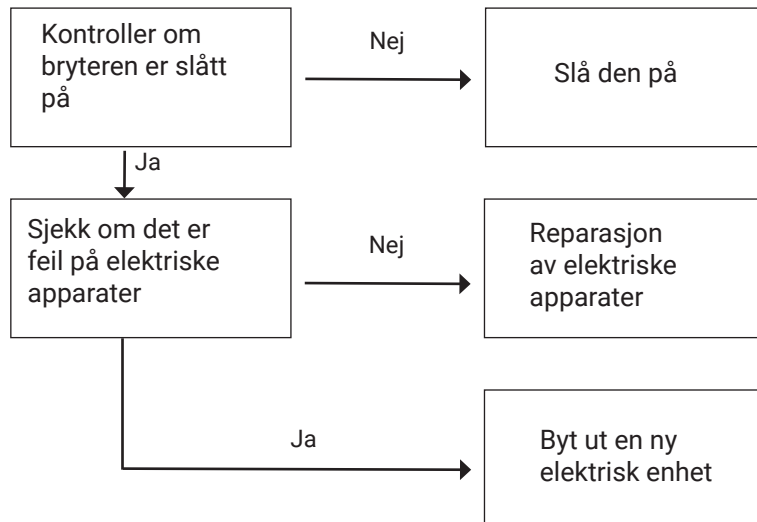 Kontroller om
bryteren er slått
på
Nej
Slå den på
Ja
Sjekk om det er
feil på elektriske
apparater
Nej
Reparasjon
av elektriske
apparater
Ja
Byt ut en ny
elektrisk enhet